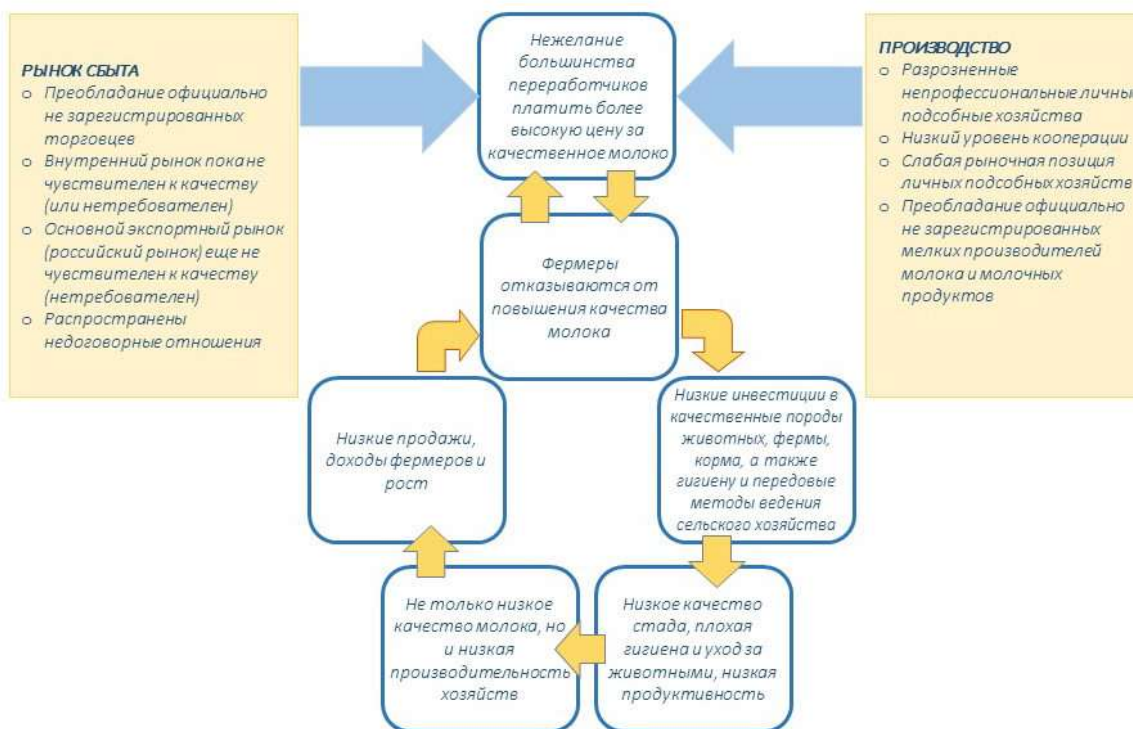 РЫНОК СБЫТА
o Преобладание официально
не зарегистрированных
торговцев
o Внутренний рынок пока не
чувствителен к качеству
(или нетребователен)
o Основной экспортный рынок
(российский рынок) еще не
чувствителен к качеству
(нетребователен)
o Распространены
недоговорные отношения
Нежелание
большинства
переработчиков
платить более
высокую цену за
качественное молоко
ПРОИЗВОДСТВО
o Разрозненные
непрофессиональные личны
подсобные хозяйства
o Низкий уровень кооперации
o Слабая рыночная позиция
личных подсобных хозяйств
o Преобладание официально
не зарегистрированных
мелких производителей
молока и молочных
продуктов
Фермеры
отказываются от
повышения качества
молока
Низкие инвестиции в
качественные породы
животных, фермы,
корма, а также
гигиену и передовые
методы ведения
сельского хозяйства
Низкое качество
стада, плохая
гигиена и уход за
животными, низкая
продуктивность
Не только низкое
качество молока, но
и низкая
производительность
хозяйств
Низкие продажи,
доходы фермеров и
рост